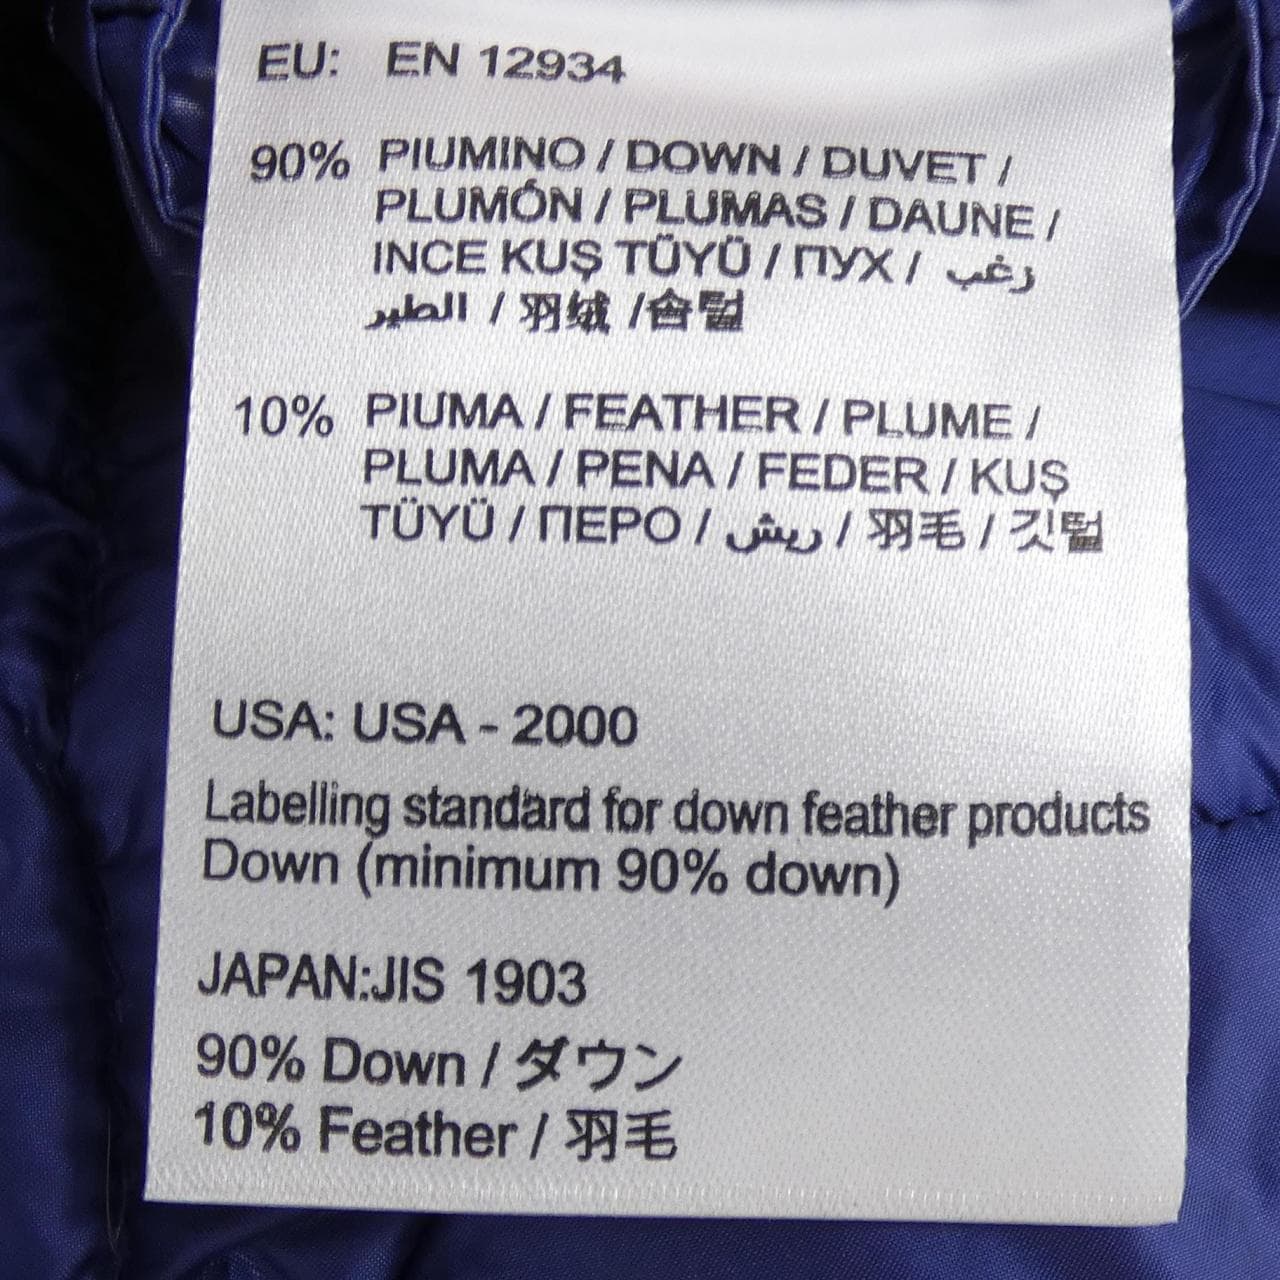 EU: EN 12934
90% PIUMINO / DOWN / DUVET /
PLUMÓN / PLUMAS / DAUNE /
INCE KUŞ TÜYÜ / ПУХ / زغب
الطير / 羽绒 / 솜털
10% PIUMA / FEATHER / PLUME /
PLUMA / PENA / FEDER / KUŞ
TÜYÜ / ПЕРО / ريش / 羽毛 / 깃털
USA: USA - 2000
Labelling standard for down feather products
Down (minimum 90% down)
JAPAN:JIS 1903
90% Down / ダウン
10% Feather / 羽毛